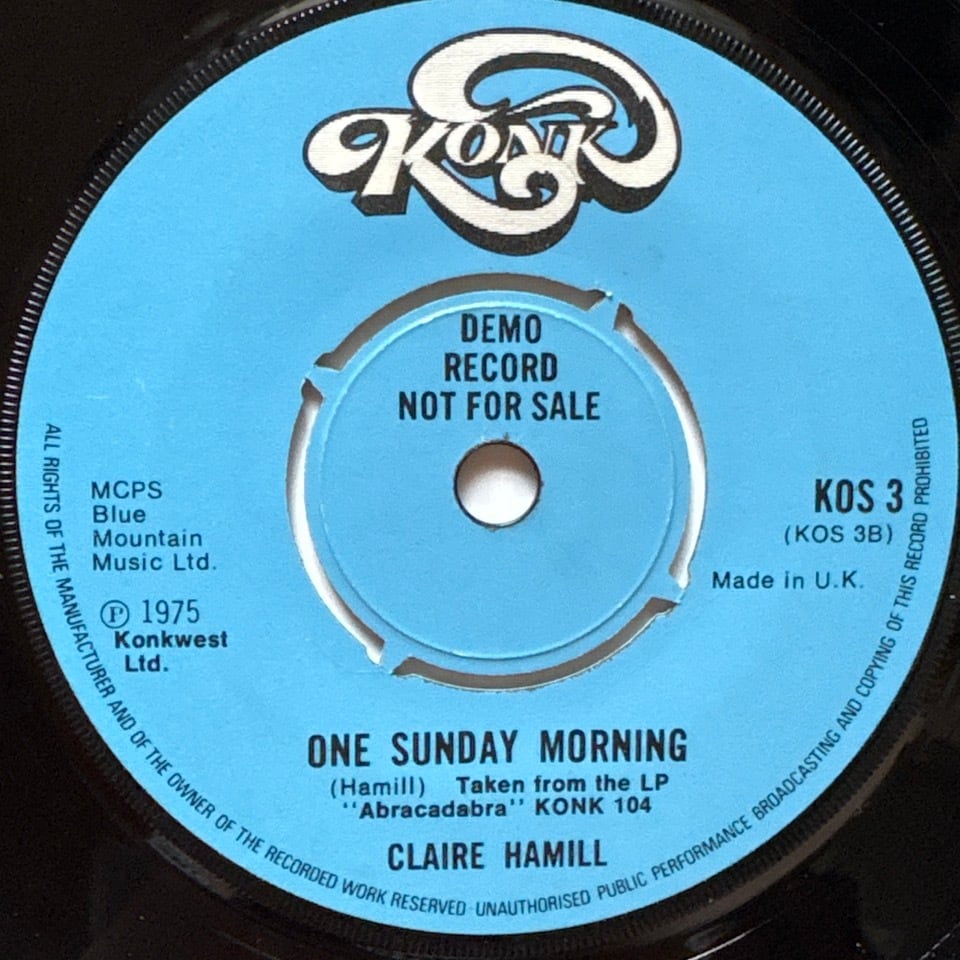 KONK
DEMO
RECORD
NOT FOR SALE
MCPS
Blue
Mountain
Music Ltd.
Ⓟ 1975
Konkwest
Ltd.
KOS 3
(KOS 3B)
Made in U.K.
ONE SUNDAY MORNING
(Hamill) Taken from the LP
"Abracadabra" KONK 104
CLAIRE HAMILL
ALL RIGHTS OF THE MANUFACTURER AND OF THE OWNER OF THE RECORDED WORK RESERVED · UNAUTHORISED PUBLIC PERFORMANCE BROADCASTING AND COPYING OF THIS RECORD PROHIBITED